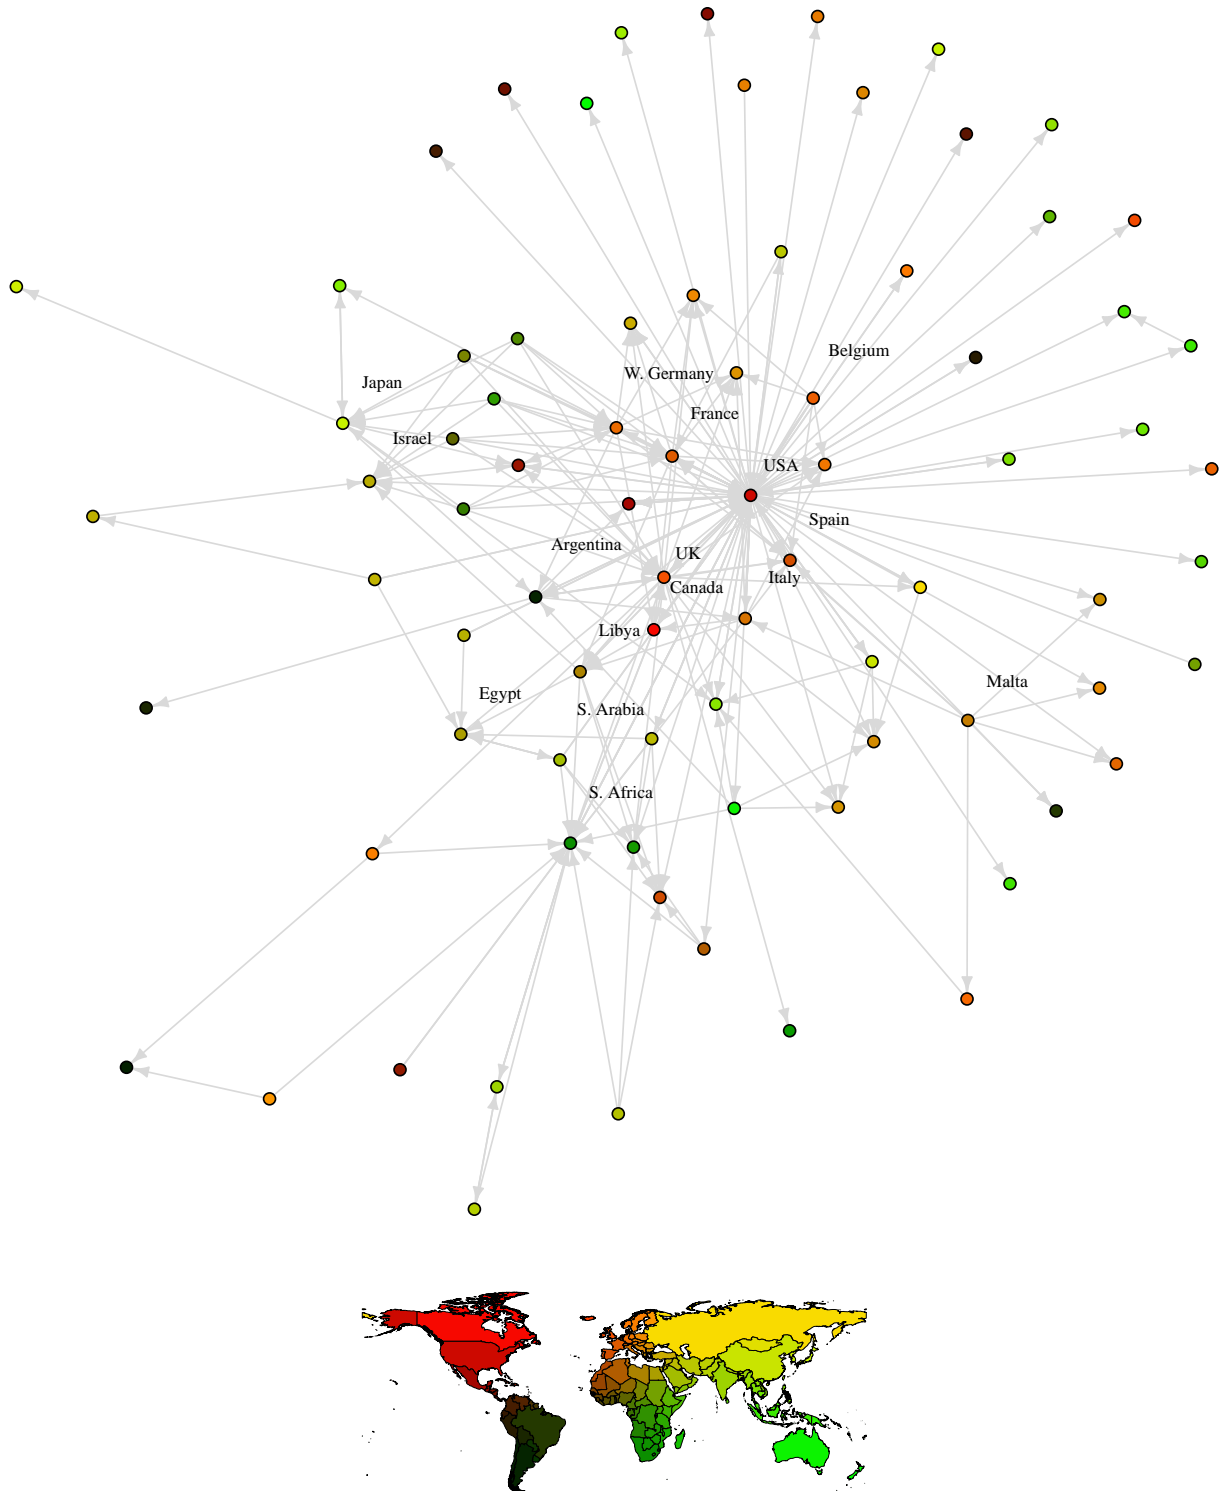 Belgium
W. Germany
Japan
France
Israel
USA
Spain
Argentina
UK
Italy
Canada
Libya
Malta
Egypt
S. Arabia
S. Africa